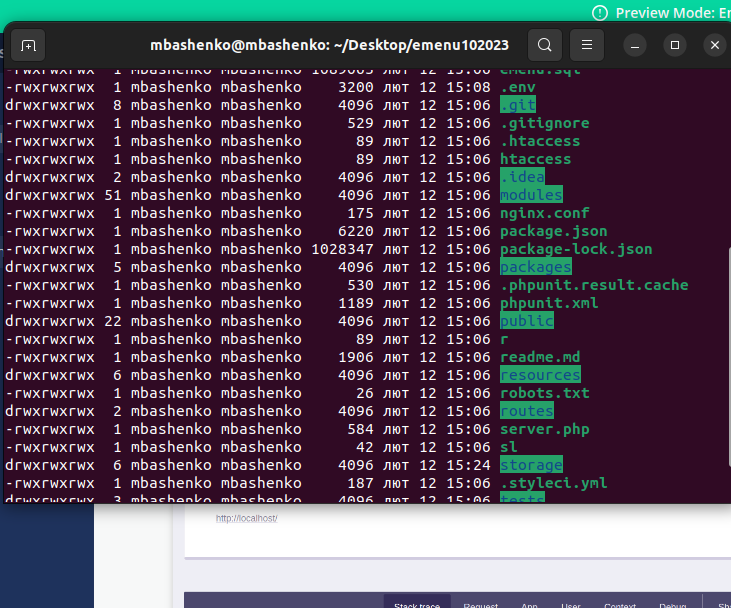 Preview Mode: En
mbashenko@mbashenko: ~/Desktop/emenu102023
-rwxrwxrwx 1 mbashenko mbashenko 1089005 лют 12 15:06 emenu.sql
-rwxrwxrwx 1 mbashenko mbashenko 3200 лют 12 15:08 .env
drwxrwxrwx 8 mbashenko mbashenko 4096 лют 12 15:06 .git
-rwxrwxrwx 1 mbashenko mbashenko 529 лют 12 15:06 .gitignore
-rwxrwxrwx 1 mbashenko mbashenko 89 лют 12 15:06 .htaccess
-rwxrwxrwx 1 mbashenko mbashenko 89 лют 12 15:06 htaccess
drwxrwxrwx 2 mbashenko mbashenko 4096 лют 12 15:06 .idea
drwxrwxrwx 51 mbashenko mbashenko 4096 лют 12 15:06 modules
-rwxrwxrwx 1 mbashenko mbashenko 175 лют 12 15:06 nginx.conf
-rwxrwxrwx 1 mbashenko mbashenko 6220 лют 12 15:06 package.json
-rwxrwxrwx 1 mbashenko mbashenko 1028347 лют 12 15:06 package-lock.json
drwxrwxrwx 5 mbashenko mbashenko 4096 лют 12 15:06 packages
-rwxrwxrwx 1 mbashenko mbashenko 530 лют 12 15:06 .phpunit.result.cache
-rwxrwxrwx 1 mbashenko mbashenko 1189 лют 12 15:06 phpunit.xml
drwxrwxrwx 22 mbashenko mbashenko 4096 лют 12 15:06 public
-rwxrwxrwx 1 mbashenko mbashenko 89 лют 12 15:06 r
-rwxrwxrwx 1 mbashenko mbashenko 1906 лют 12 15:06 readme.md
drwxrwxrwx 6 mbashenko mbashenko 4096 лют 12 15:06 resources
-rwxrwxrwx 1 mbashenko mbashenko 26 лют 12 15:06 robots.txt
drwxrwxrwx 2 mbashenko mbashenko 4096 лют 12 15:06 routes
-rwxrwxrwx 1 mbashenko mbashenko 584 лют 12 15:06 server.php
-rwxrwxrwx 1 mbashenko mbashenko 42 лют 12 15:06 sl
drwxrwxrwx 6 mbashenko mbashenko 4096 лют 12 15:24 storage
-rwxrwxrwx 1 mbashenko mbashenko 187 лют 12 15:06 .styleci.yml
drwxrwxrwx 3 mbashenko mbashenko 4096 лют 12 15:06 tests
http://localhost/
Stack trace Request App User Context Debug Sh